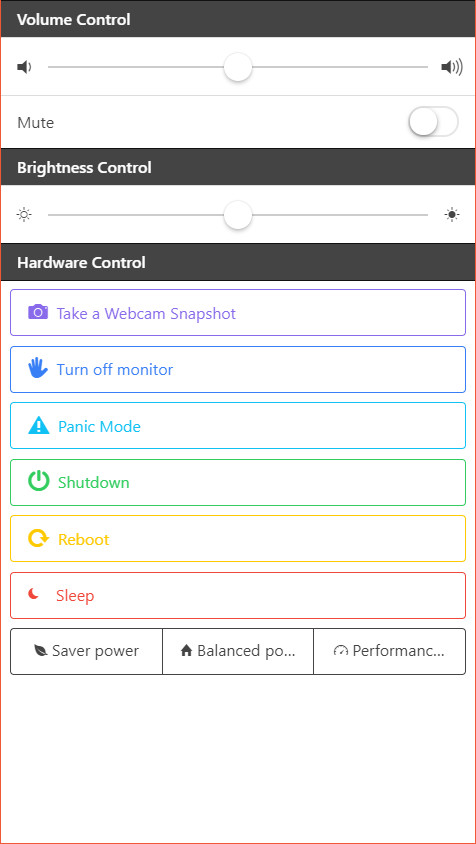 Volume Control
Mute
Brightness Control
Hardware Control
Take a Webcam Snapshot
Turn off monitor
Panic Mode
Shutdown
Reboot
Sleep
Saver power Balanced po... Performanc...